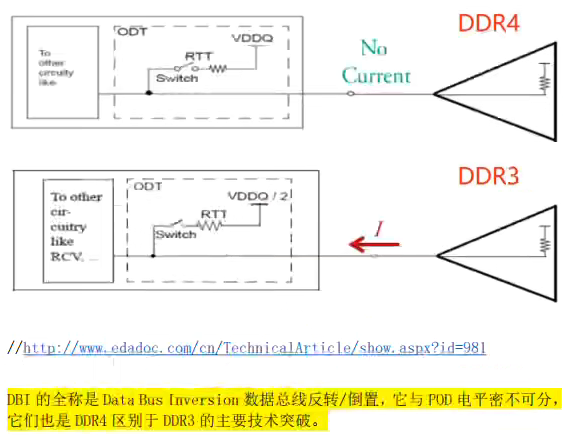 DDR4
ODT
VDDQ
RTT
Switch
To
other
circuity
like
No
Current
DDR3
ODT
VDDQ / 2
RTT
Switch
To other
cir-
cuitry
like
RCV.
I
//http://www.edadoc.com/cn/TechnicalArticle/show.aspx?id=981
DBI 的全称是 Data Bus Inversion 数据总线反转/倒置，它与 POD 电平密不可分，
它们也是 DDR4 区别于 DDR3 的主要技术突破。